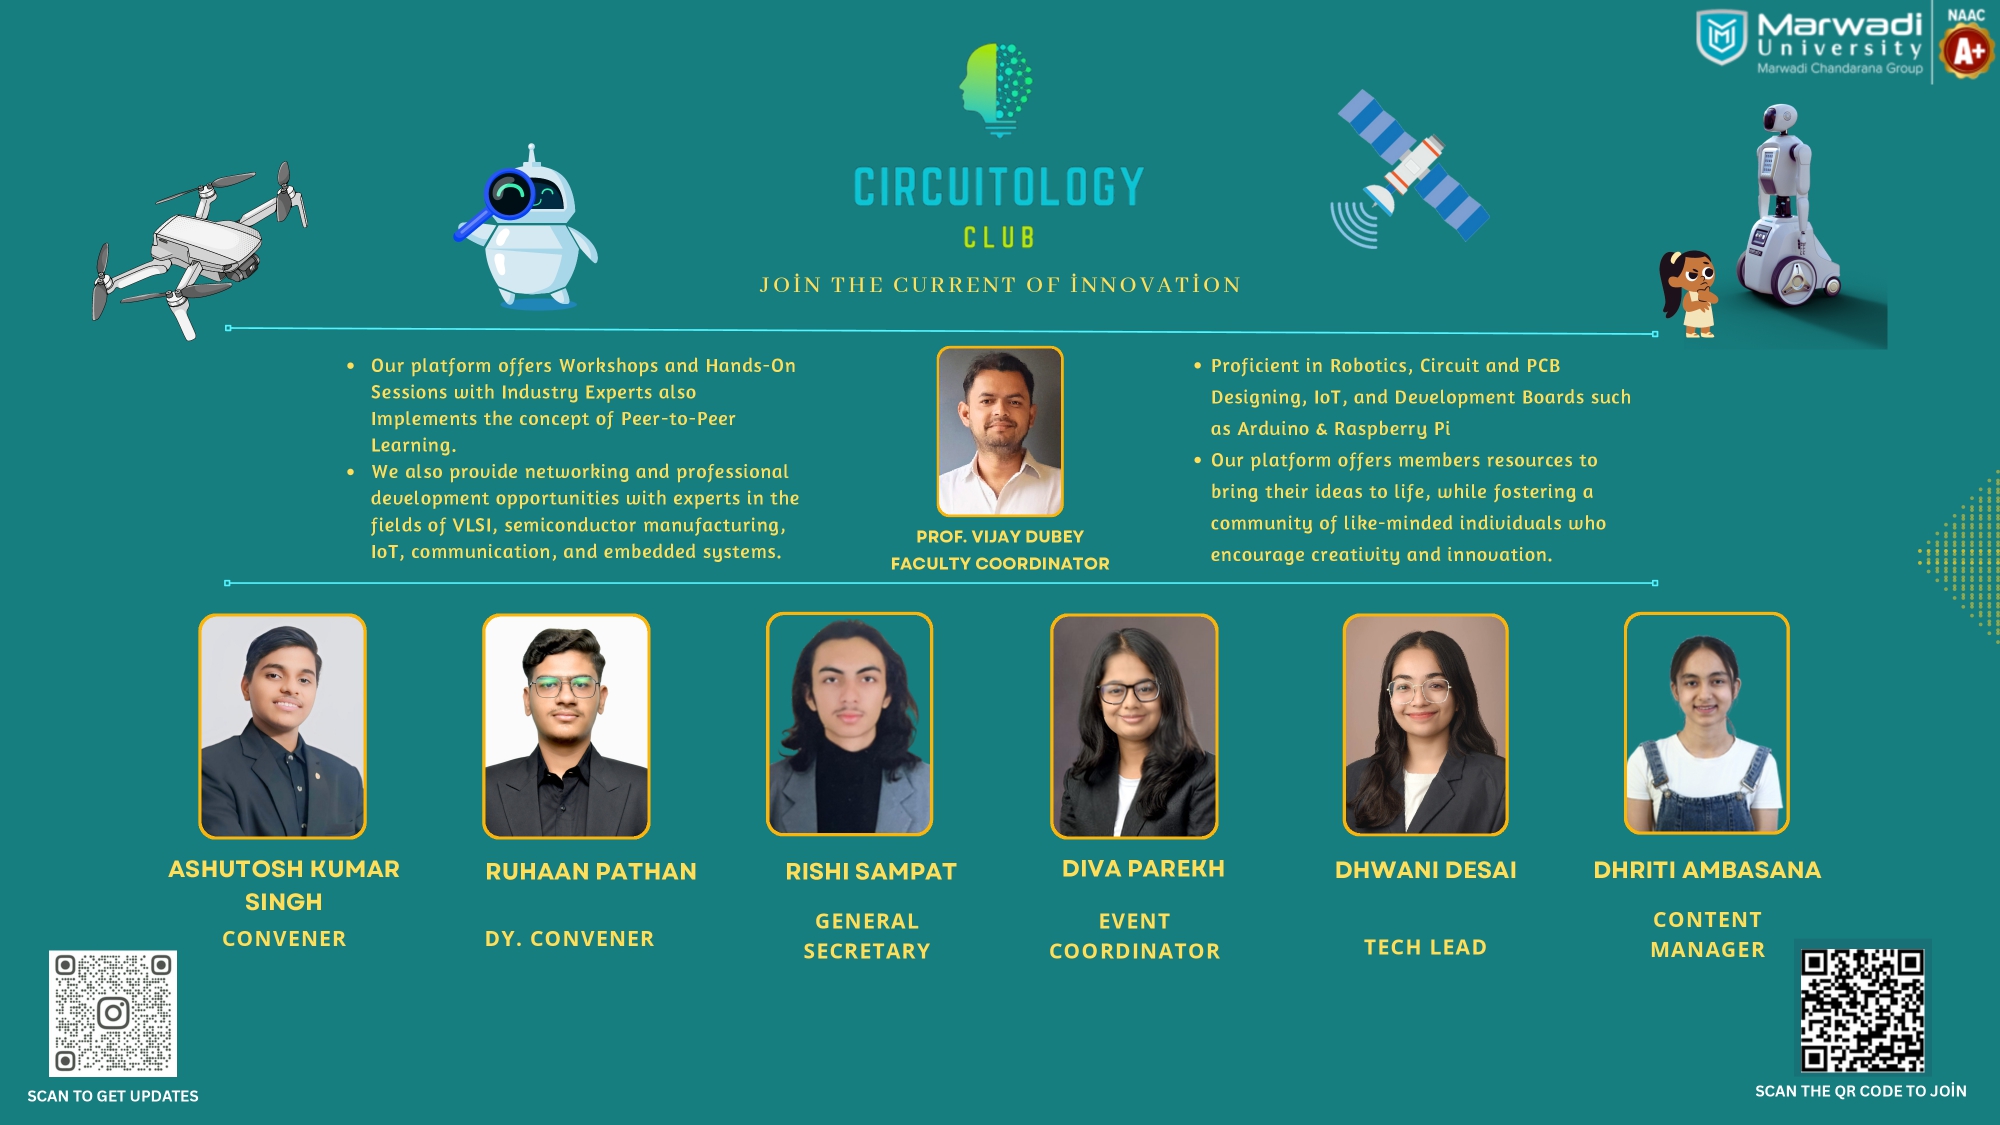 Marwadi
University
Marwadi Chandarana Group
NAAC
A+
CIRCUITOLOGY
CLUB
JOİN THE CURRENT OF İNNOVATİON
• Our platform offers Workshops and Hands-On
Sessions with Industry Experts also
Implements the concept of Peer-to-Peer
Learning.
• We also provide networking and professional
development opportunities with experts in the
fields of VLSI, semiconductor manufacturing,
IoT, communication, and embedded systems.
PROF. VIJAY DUBEY
FACULTY COORDINATOR
• Proficient in Robotics, Circuit and PCB
Designing, IoT, and Development Boards such
as Arduino & Raspberry Pi
• Our platform offers members resources to
bring their ideas to life, while fostering a
community of like-minded individuals who
encourage creativity and innovation.
ASHUTOSH KUMAR
SINGH
CONVENER
RUHAAN PATHAN
DY. CONVENER
RISHI SAMPAT
GENERAL
SECRETARY
DIVA PAREKH
EVENT
COORDINATOR
DHWANI DESAI
TECH LEAD
DHRITI AMBASANA
CONTENT
MANAGER
SCAN TO GET UPDATES
SCAN THE QR CODE TO JOİN